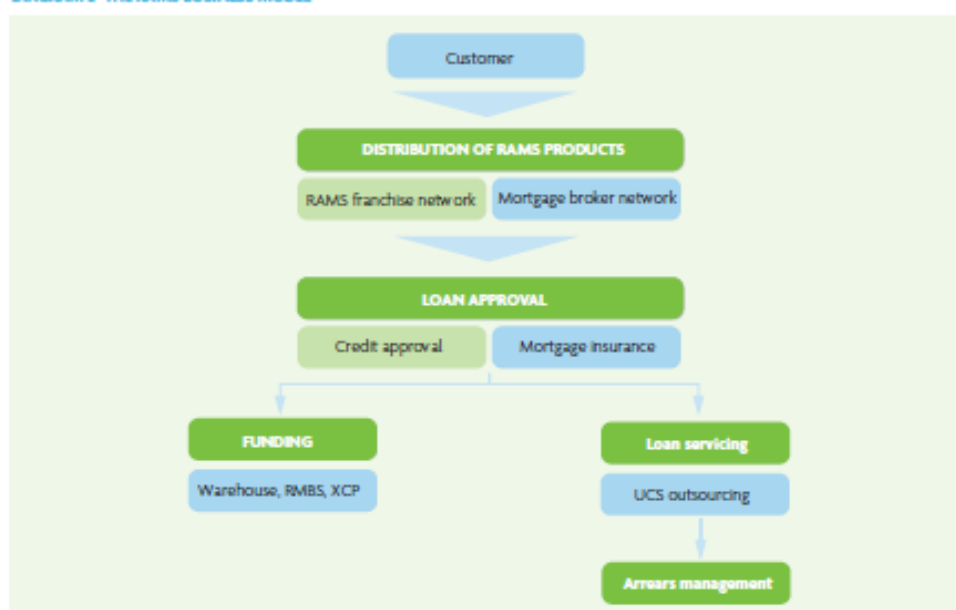 Customer
DISTRIBUTION OF RAMS PRODUCTS
RAMS franchise network
Mortgage broker network
LOAN APPROVAL
Credit approval
Mortgage insurance
FUNDING
Loan servicing
Warehouse, RMBS, XCP
UCS outsourcing
Arrears management